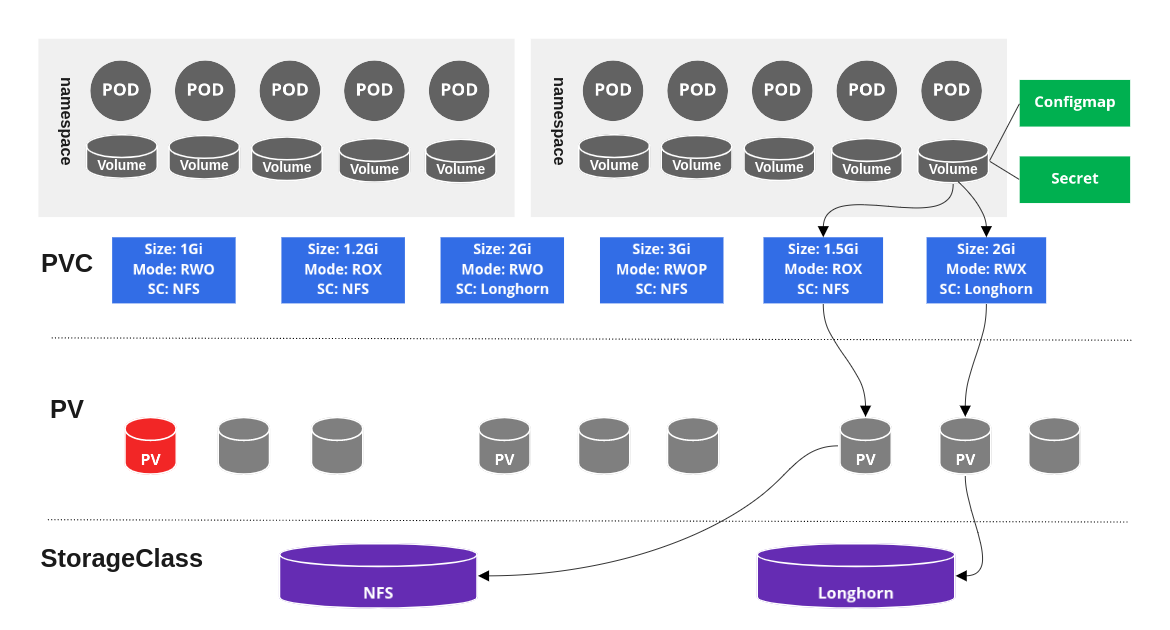 namespace
POD
POD
POD
POD
POD
Volume
Volume
Volume
Volume
Volume
namespace
POD
POD
POD
POD
POD
Volume
Volume
Volume
Volume
Volume
Configmap
Secret
PVC
Size: 1Gi
Mode: RWO
SC: NFS
Size: 1.2Gi
Mode: ROX
SC: NFS
Size: 2Gi
Mode: RWO
SC: Longhorn
Size: 3Gi
Mode: RWOP
SC: NFS
Size: 1.5Gi
Mode: ROX
SC: NFS
Size: 2Gi
Mode: RWX
SC: Longhorn
PV
PV
PV
PV
PV
StorageClass
NFS
Longhorn